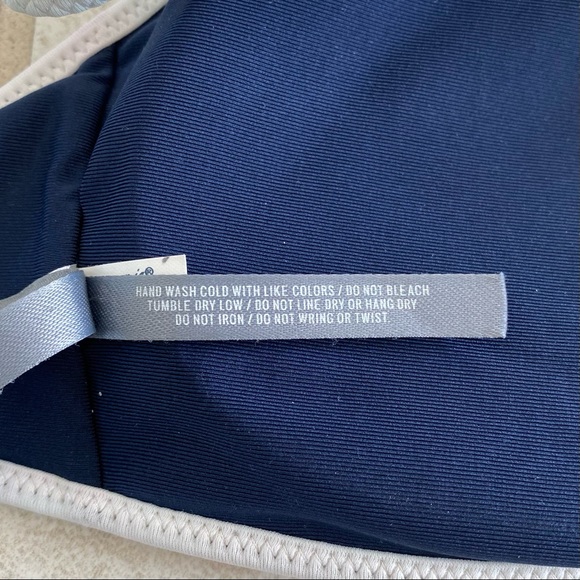 HAND WASH COLD WITH LIKE COLORS / DO NOT BLEACH
TUMBLE DRY LOW / DO NOT LINE DRY OR HANG DRY
DO NOT IRON / DO NOT WRING OR TWIST.